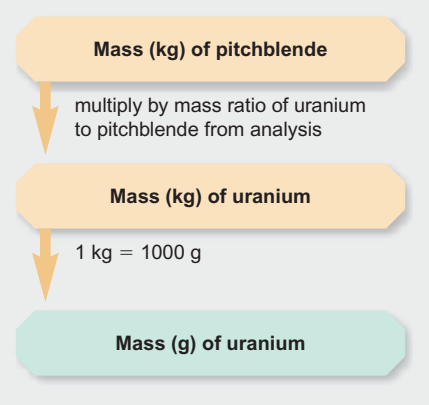 Mass (kg) of pitchblende
multiply by mass ratio of uranium
to pitchblende from analysis
Mass (kg) of uranium
1 kg = 1000 g
Mass (g) of uranium